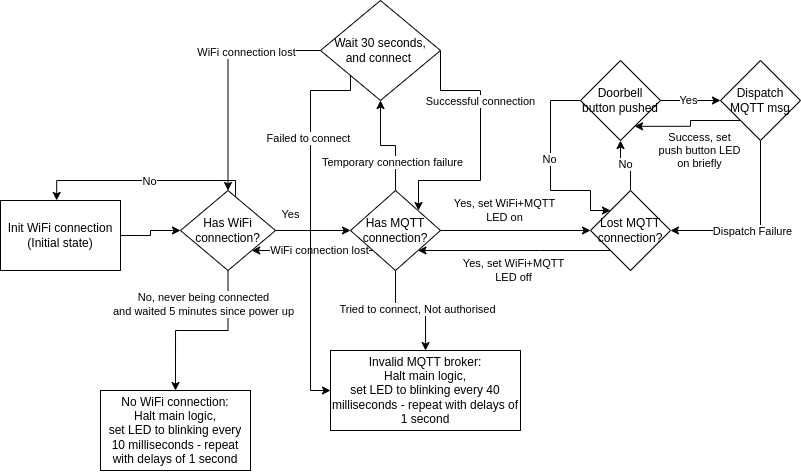 Wait 30 seconds,
and connect
WiFi connection lost
Successful connection
Failed to connect
Temporary connection failure
Doorbell
button pushed
Yes
Dispatch
MQTT msg
Success, set
push button LED
on briefly
No
No
No
Init WiFi connection
(Initial state)
Has WiFi
connection?
Yes
Has MQTT
connection?
WiFi connection lost
Yes, set WiFi+MQTT
LED on
Lost MQTT
connection?
Dispatch Failure
Yes, set WiFi+MQTT
LED off
No, never being connected
and waited 5 minutes since power up
Tried to connect, Not authorised
Invalid MQTT broker:
Halt main logic,
set LED to blinking every 40
milliseconds - repeat with delays of
1 second
No WiFi connection:
Halt main logic,
set LED to blinking every
10 milliseconds - repeat
with delays of 1 second